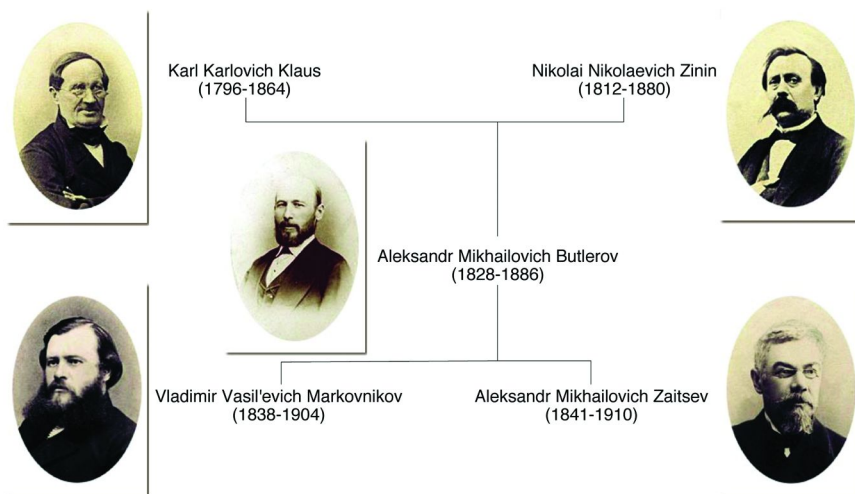 Karl Karlovich Klaus
(1796-1864)
Nikolai Nikolaevich Zinin
(1812-1880)
Aleksandr Mikhailovich Butlerov
(1828-1886)
Vladimir Vasil'evich Markovnikov
(1838-1904)
Aleksandr Mikhailovich Zaitsev
(1841-1910)